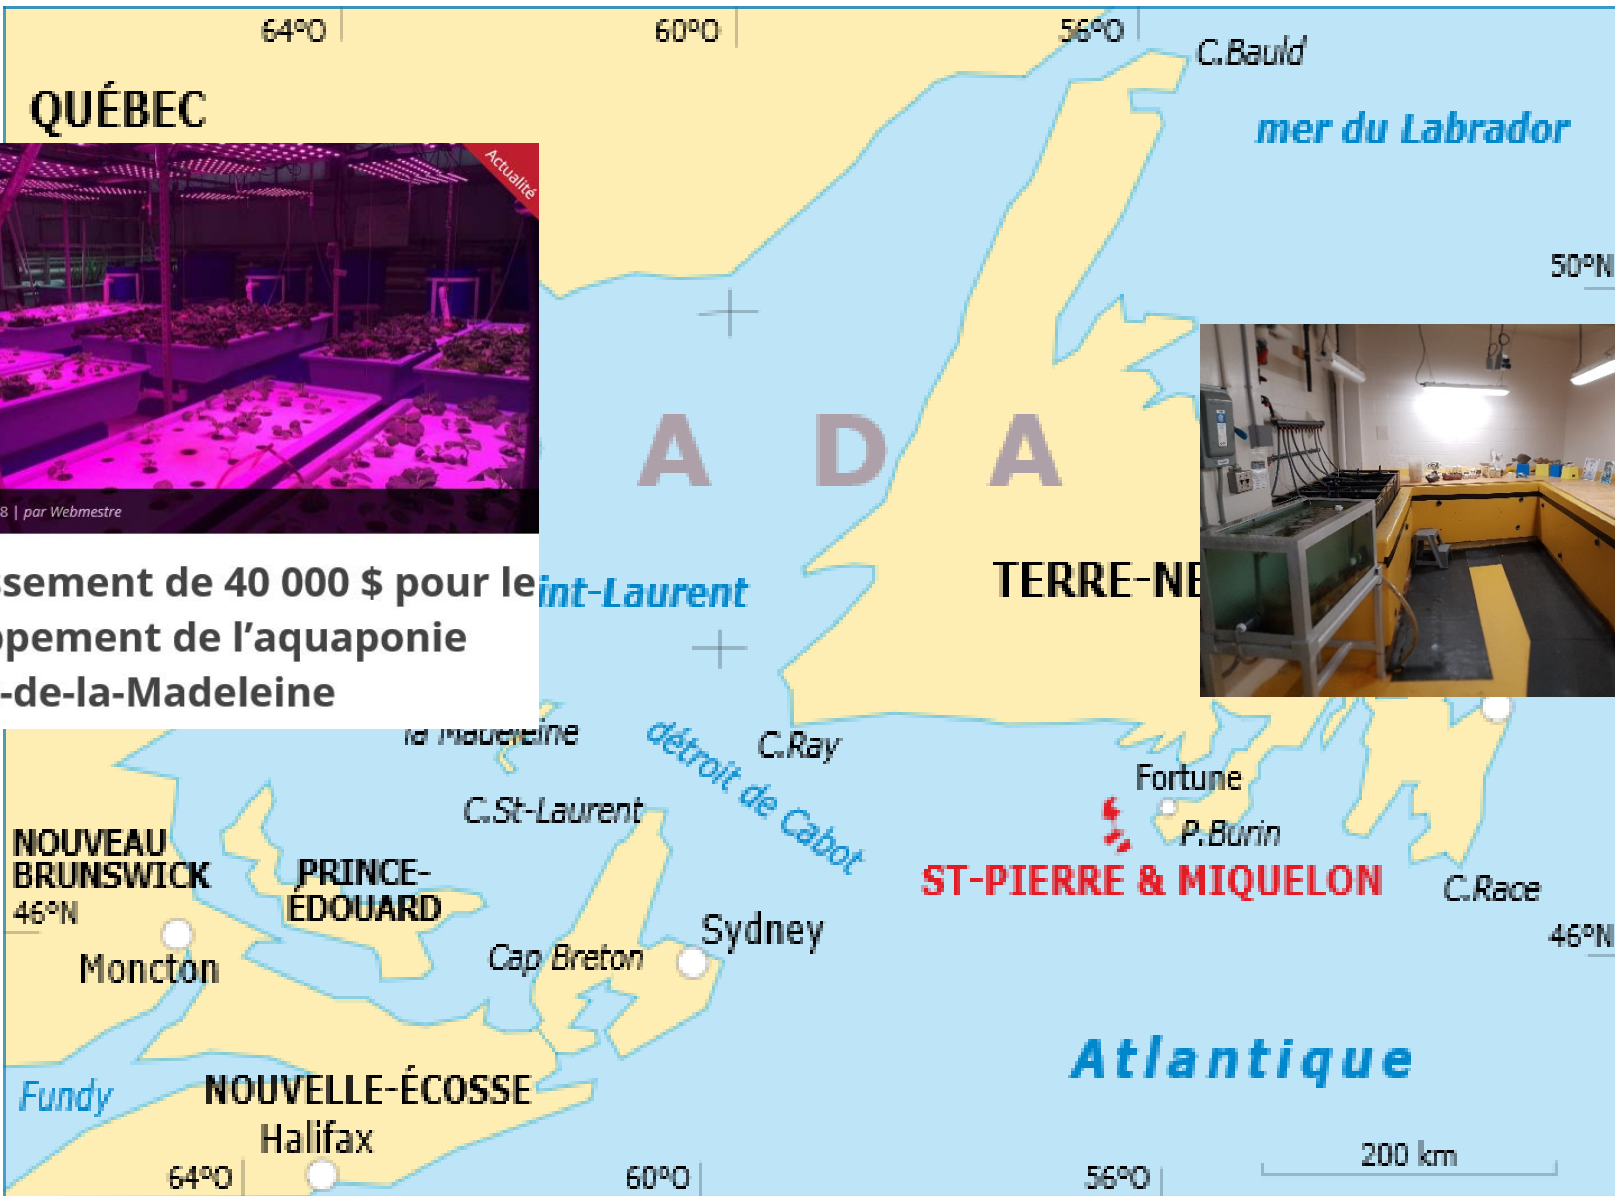 64°O
60°O
56°O
C.Bauld
QUÉBEC
mer du Labrador
Actualité
50°N
A D A
8 | par Webmestre
ssement de 40 000 $ pour le
ppement de l’aquaponie
-de-la-Madeleine
int-Laurent
TERRE-NE
la Madeleine
détroit de Cabot
C.Ray
Fortune
C.St-Laurent
P.Burin
NOUVEAU
BRUNSWICK
PRINCE-
ÉDOUARD
ST-PIERRE & MIQUELON
C.Race
46°N
Sydney
46°N
Moncton
Cap Breton
Atlantique
Fundy
NOUVELLE-ÉCOSSE
Halifax
200 km
64°O
60°O
56°O